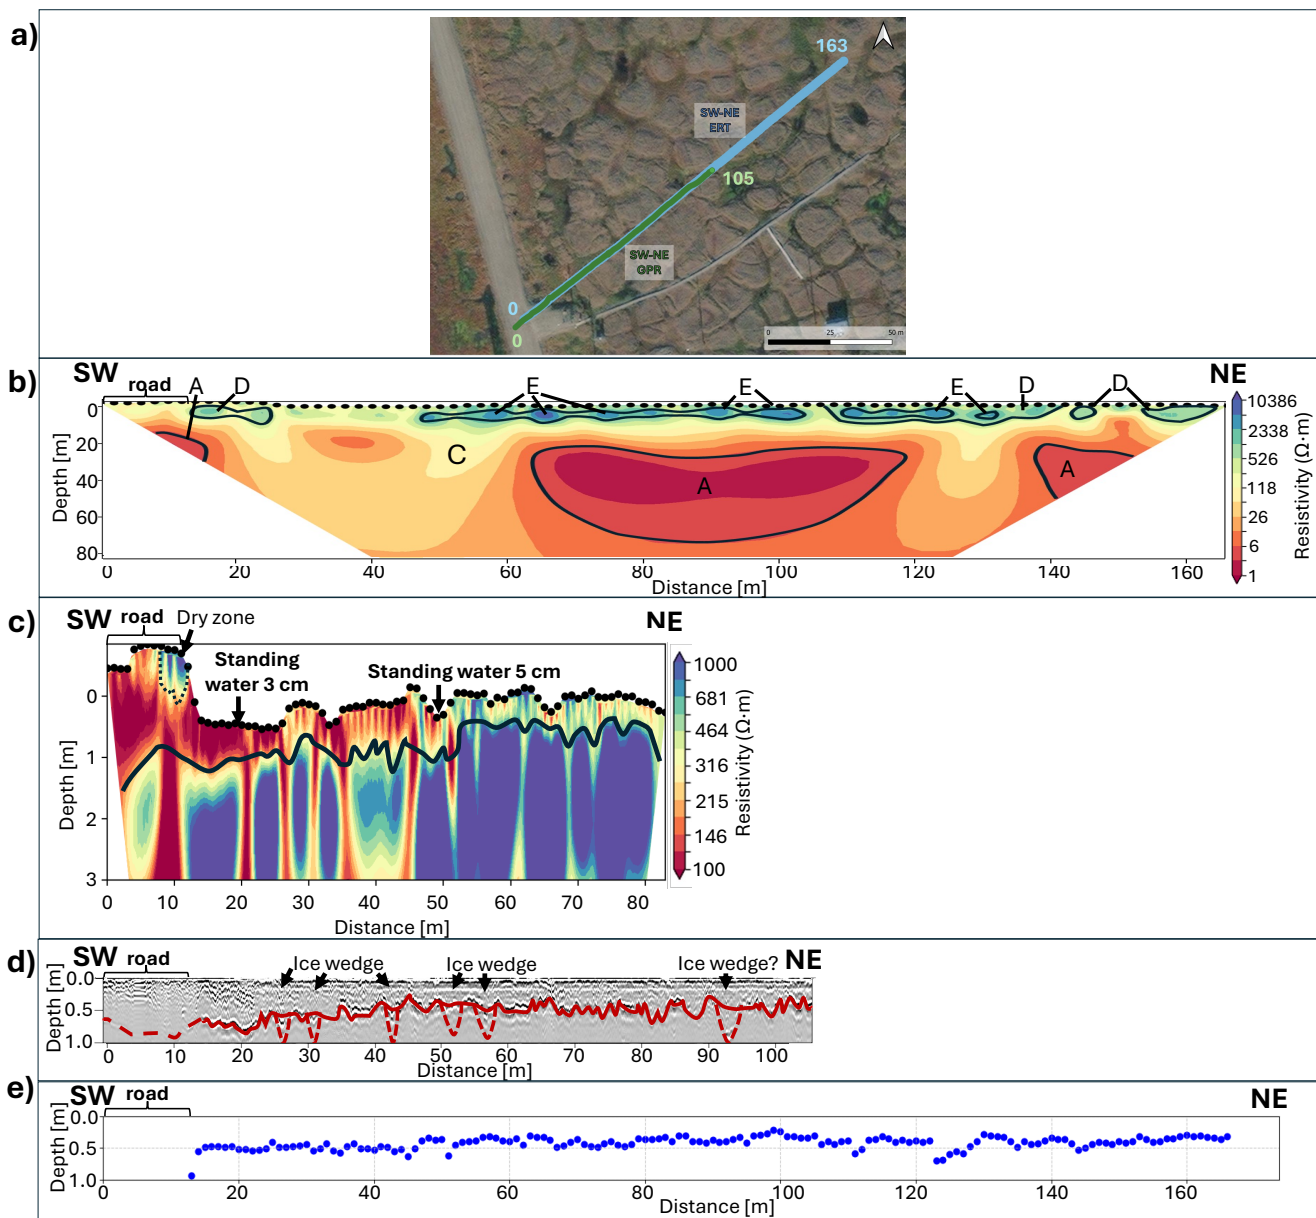 a)
163
SW-NE
ERT
105
SW-NE
GPR
0
0
0 25 50 m
b)
SW
NE
road
A D E E E D D
C A A
0
20
40
60
80
Depth [m]
0 20 40 60 80 100 120 140 160
Distance [m]
10386
2338
526
118
26
6
1
Resistivity (Ω·m)
c)
SW
road
Dry zone
NE
Standing
water 3 cm
Standing water 5 cm
0
1
2
3
Depth [m]
0 10 20 30 40 50 60 70 80
Distance [m]
1000
681
464
316
215
146
100
Resistivity (Ω·m)
d)
SW
road
Ice wedge
Ice wedge
Ice wedge?
NE
0.0
0.5
1.0
Depth [m]
0 10 20 30 40 50 60 70 80 90 100
Distance [m]
e)
SW
road
NE
0.0
0.5
1.0
Depth [m]
0 20 40 60 80 100 120 140 160
Distance [m]